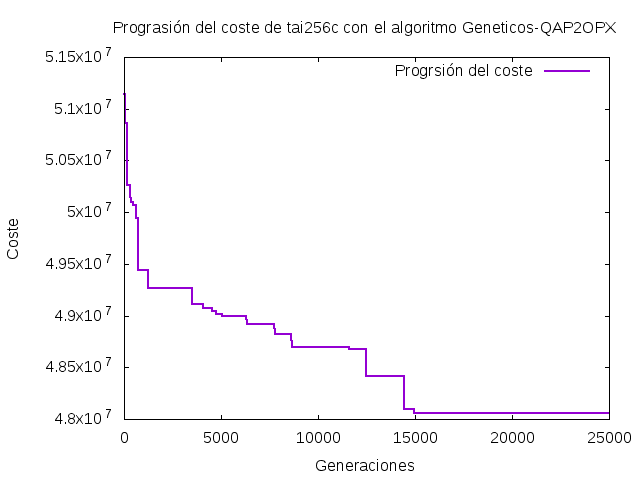 Prograsión del coste de tai256c con el algoritmo Geneticos-QAP2OPX
Progrsión del coste
5.15x10^7
5.1x10^7
5.05x10^7
5x10^7
4.95x10^7
4.9x10^7
4.85x10^7
4.8x10^7
Coste
0 5000 10000 15000 20000 25000
Generaciones